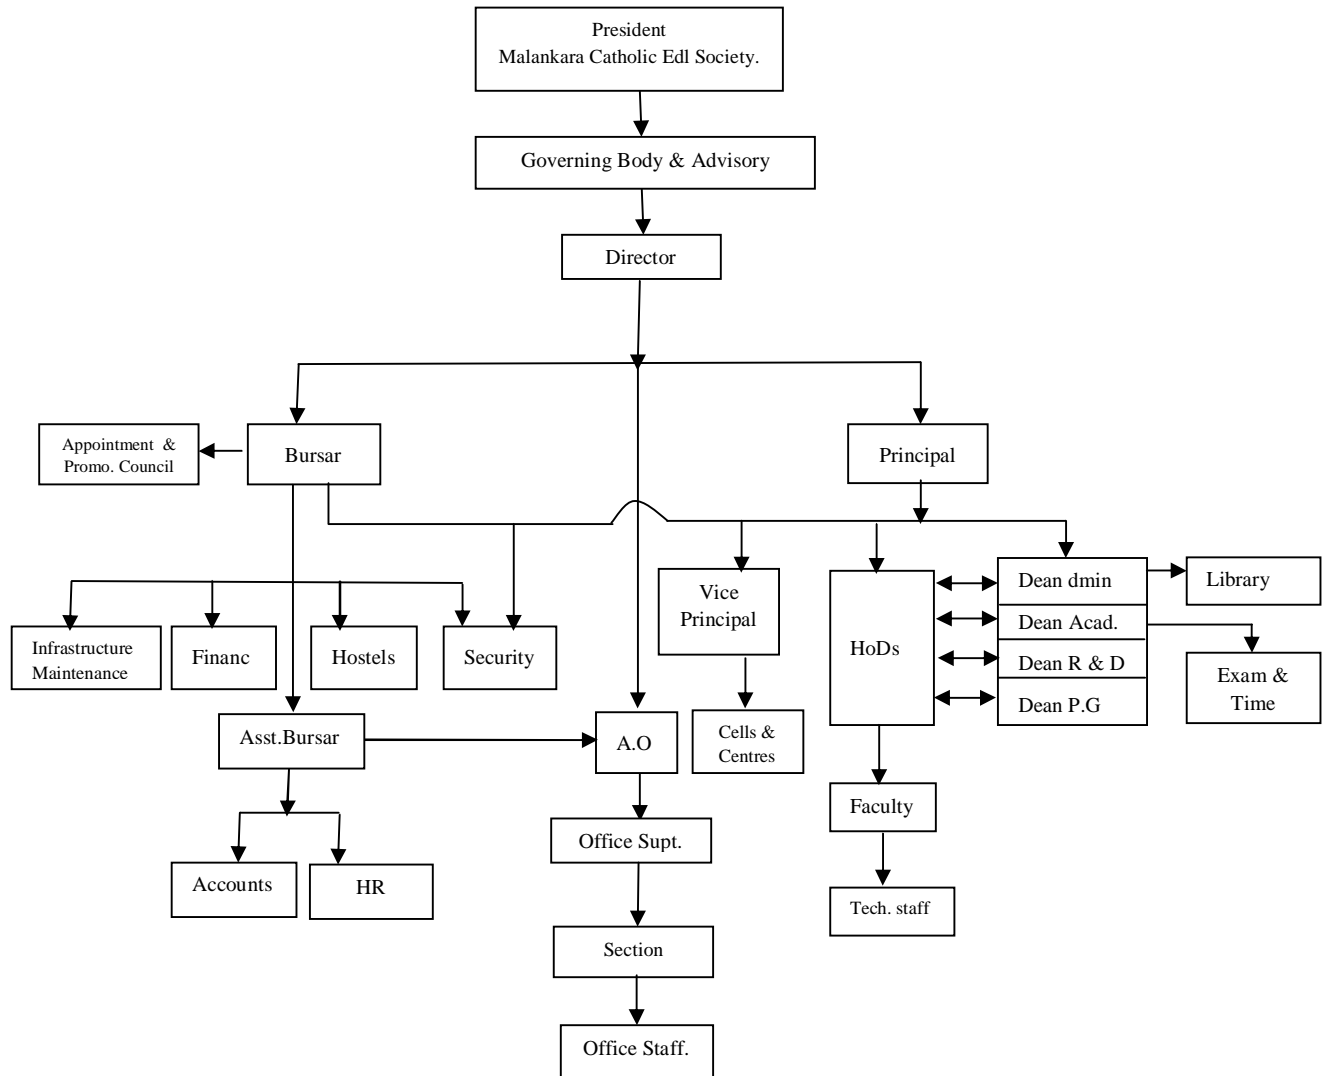 President
Malankara Catholic Edl Society.
Governing Body & Advisory
Director
Appointment &
Promo. Council
Bursar
Principal
Infrastructure
Maintenance
Financ
Hostels
Security
Vice
Principal
HoDs
Dean dmin
Dean Acad.
Dean R & D
Dean P.G
Library
Exam &
Time
Asst.Bursar
A.O
Cells &
Centres
Faculty
Office Supt.
Accounts
HR
Tech. staff
Section
Office Staff.